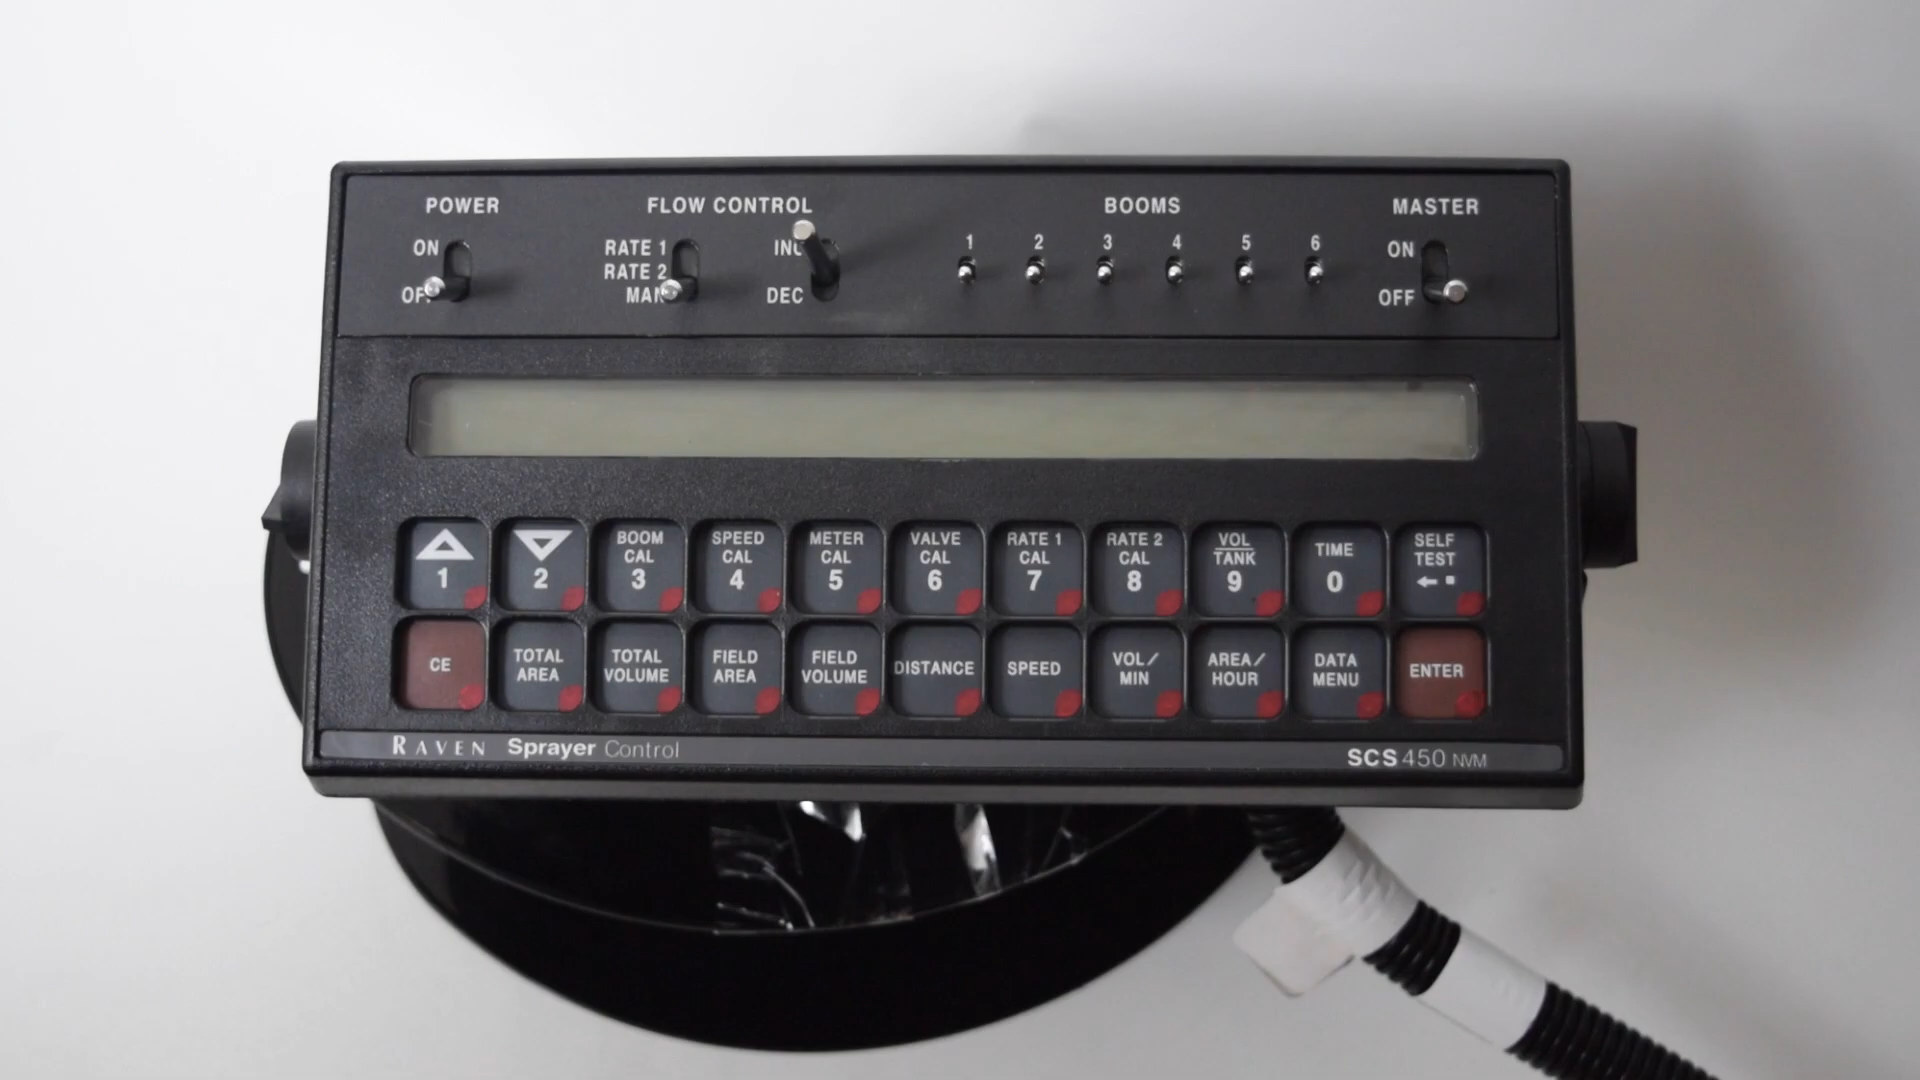 POWER
FLOW CONTROL
BOOMS
MASTER
ON
OFF
RATE 1
RATE 2
MAN
INC
DEC
1 2 3 4 5 6
ON
OFF
1
2
BOOM
CAL
3
SPEED
CAL
4
METER
CAL
5
VALVE
CAL
6
RATE 1
CAL
7
RATE 2
CAL
8
VOL
TANK
9
TIME
0
SELF
TEST
CE
TOTAL
AREA
TOTAL
VOLUME
FIELD
AREA
FIELD
VOLUME
DISTANCE
SPEED
VOL/
MIN
AREA/
HOUR
DATA
MENU
ENTER
RAVEN Sprayer Control
SCS 450 NVM